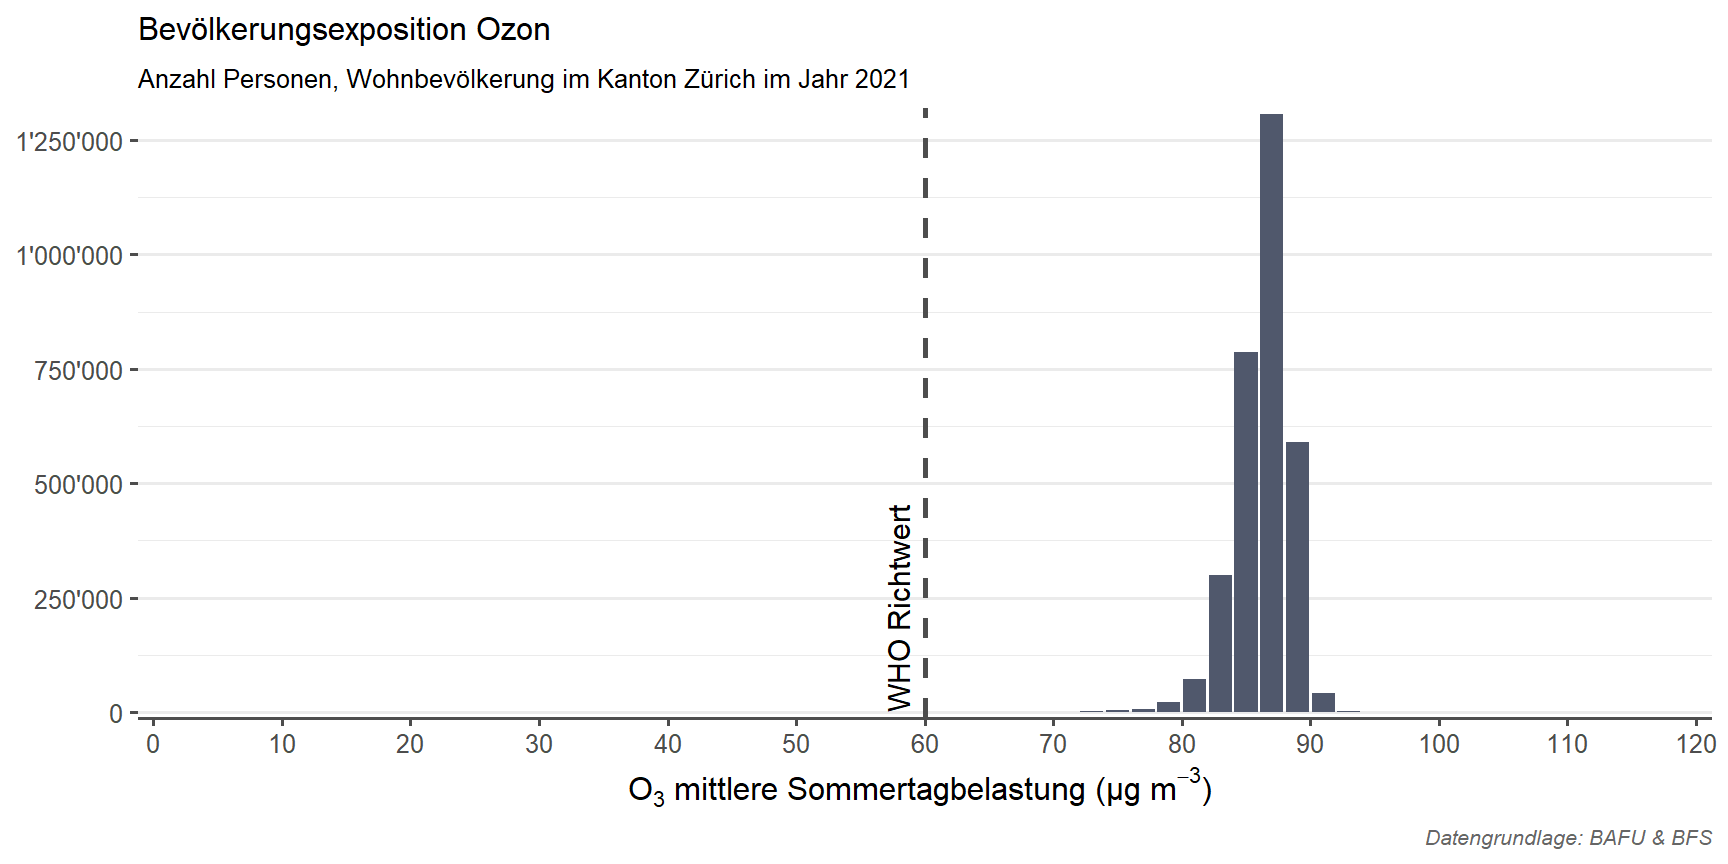 Bevölkerungsexposition Ozon
Anzahl Personen, Wohnbevölkerung im Kanton Zürich im Jahr 2021
1'250'000
1'000'000
750'000
500'000
250'000
0
WHO Richtwert
0 10 20 30 40 50 60 70 80 90 100 110 120
O₃ mittlere Sommertagbelastung (µg m⁻³)
Datengrundlage: BAFU & BFS